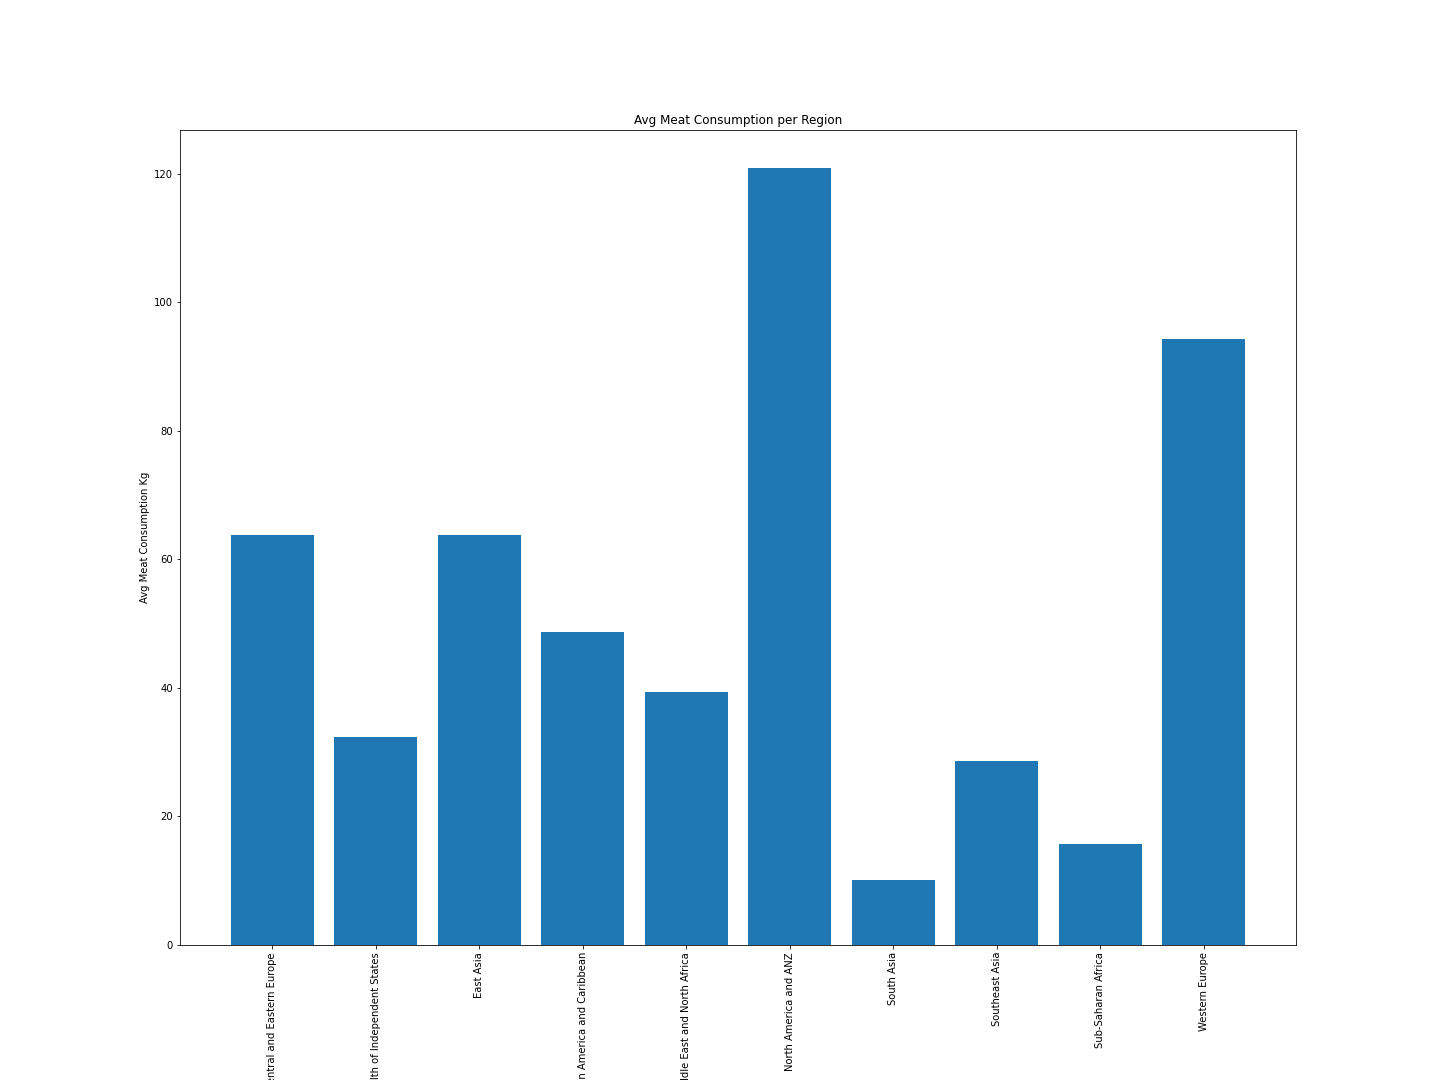 Avg Meat Consumption per Region
Avg Meat Consumption Kg
120
100
80
60
40
20
0
entral and Eastern Europe
lth of Independent States
East Asia
n America and Caribbean
ddle East and North Africa
North America and ANZ
South Asia
Southeast Asia
Sub-Saharan Africa
Western Europe